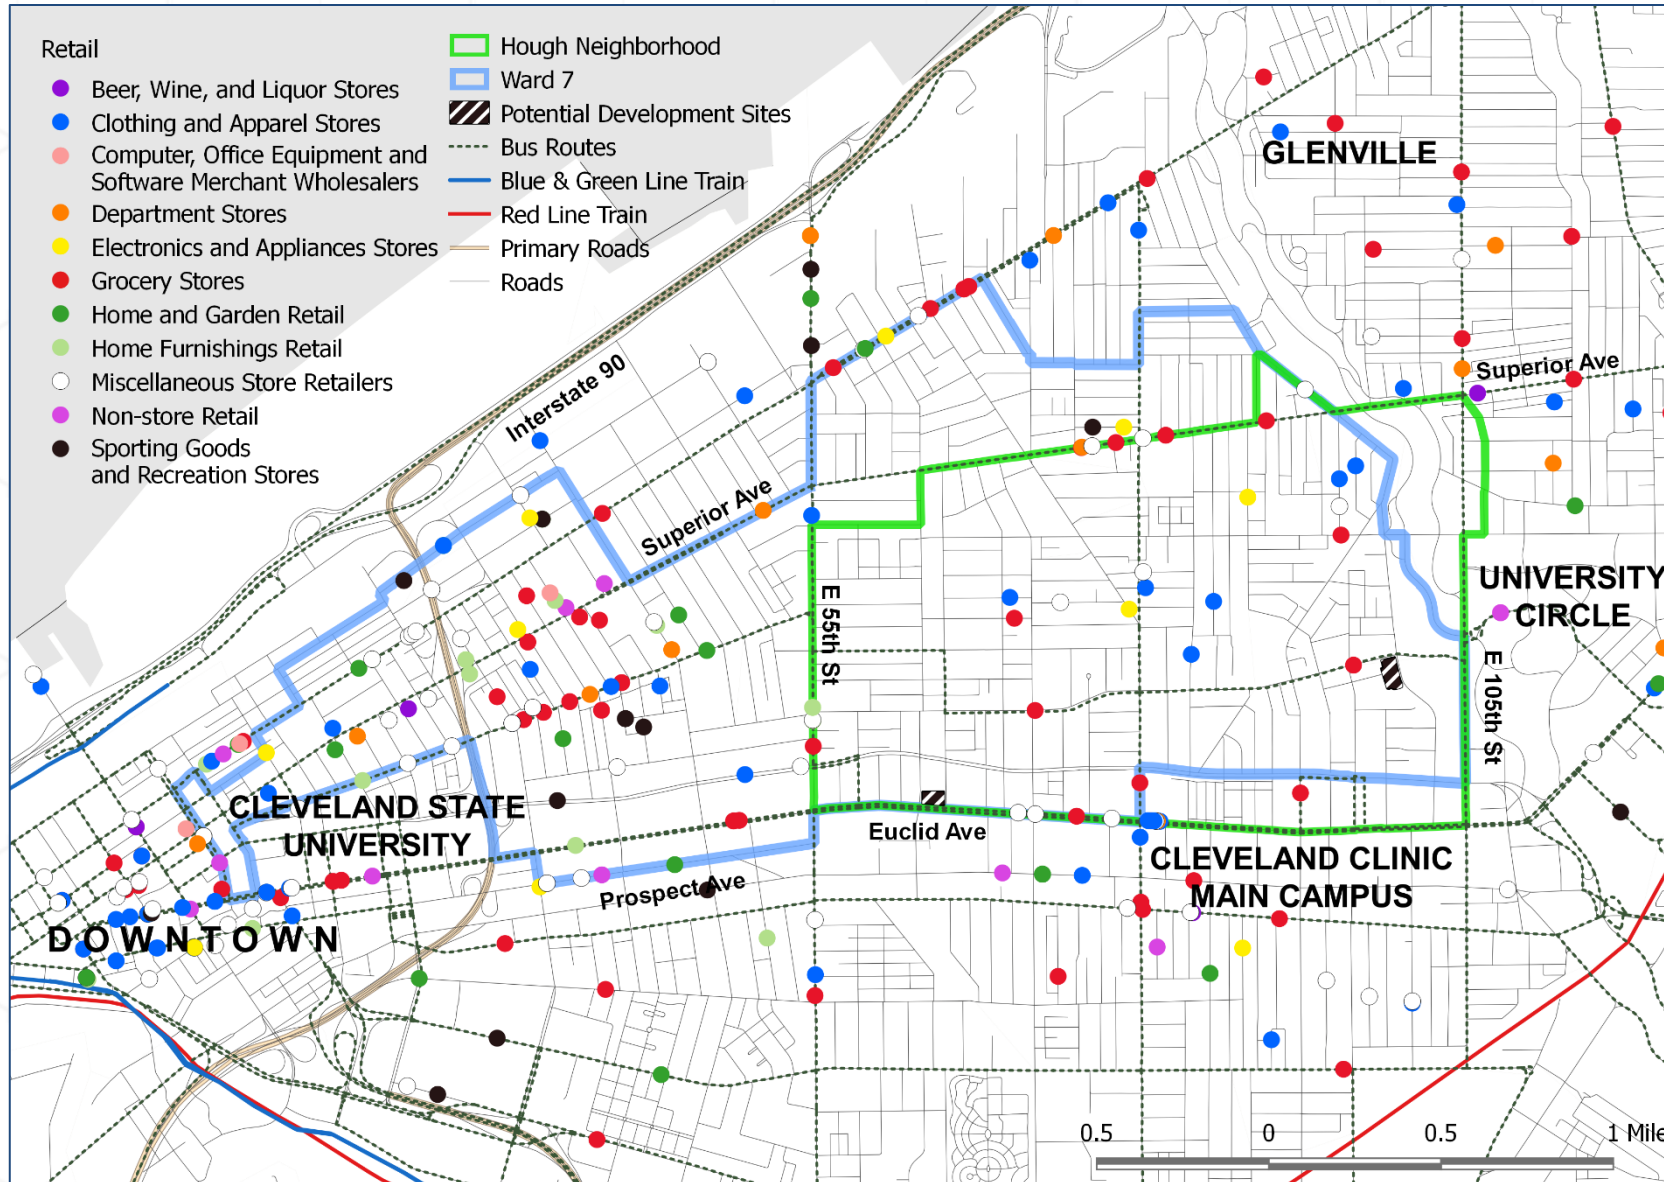 Retail
Beer, Wine, and Liquor Stores
Clothing and Apparel Stores
Computer, Office Equipment and
Software Merchant Wholesalers
Department Stores
Electronics and Appliances Stores
Grocery Stores
Home and Garden Retail
Home Furnishings Retail
Miscellaneous Store Retailers
Non-store Retail
Sporting Goods
and Recreation Stores
Hough Neighborhood
Ward 7
Potential Development Sites
Bus Routes
Blue & Green Line Train
Red Line Train
Primary Roads
Roads
GLENVILLE
Superior Ave
Interstate 90
Superior Ave
E 55th St
UNIVERSITY
CIRCLE
E 105th St
CLEVELAND STATE
UNIVERSITY
Euclid Ave
CLEVELAND CLINIC
MAIN CAMPUS
Prospect Ave
DOWNTOWN
0.5 0 0.5 1 Mile